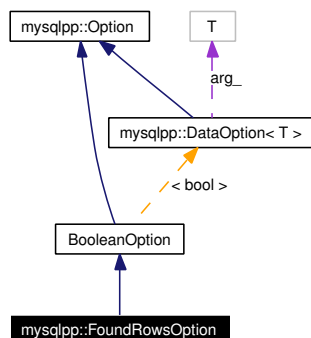 mysqlpp::Option
T
arg_
mysqlpp::DataOption< T >
< bool >
BooleanOption
mysqlpp::FoundRowsOption